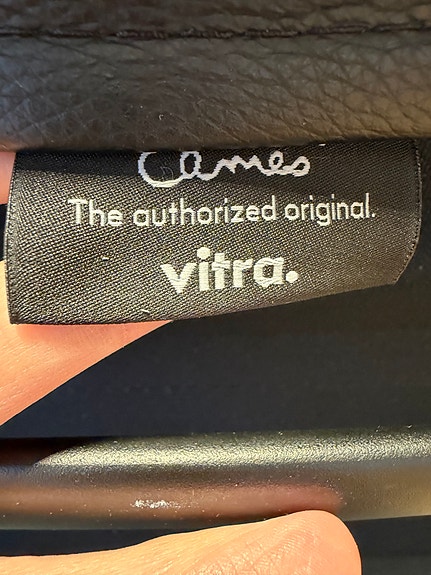 Eames
The authorized original.
vitra.